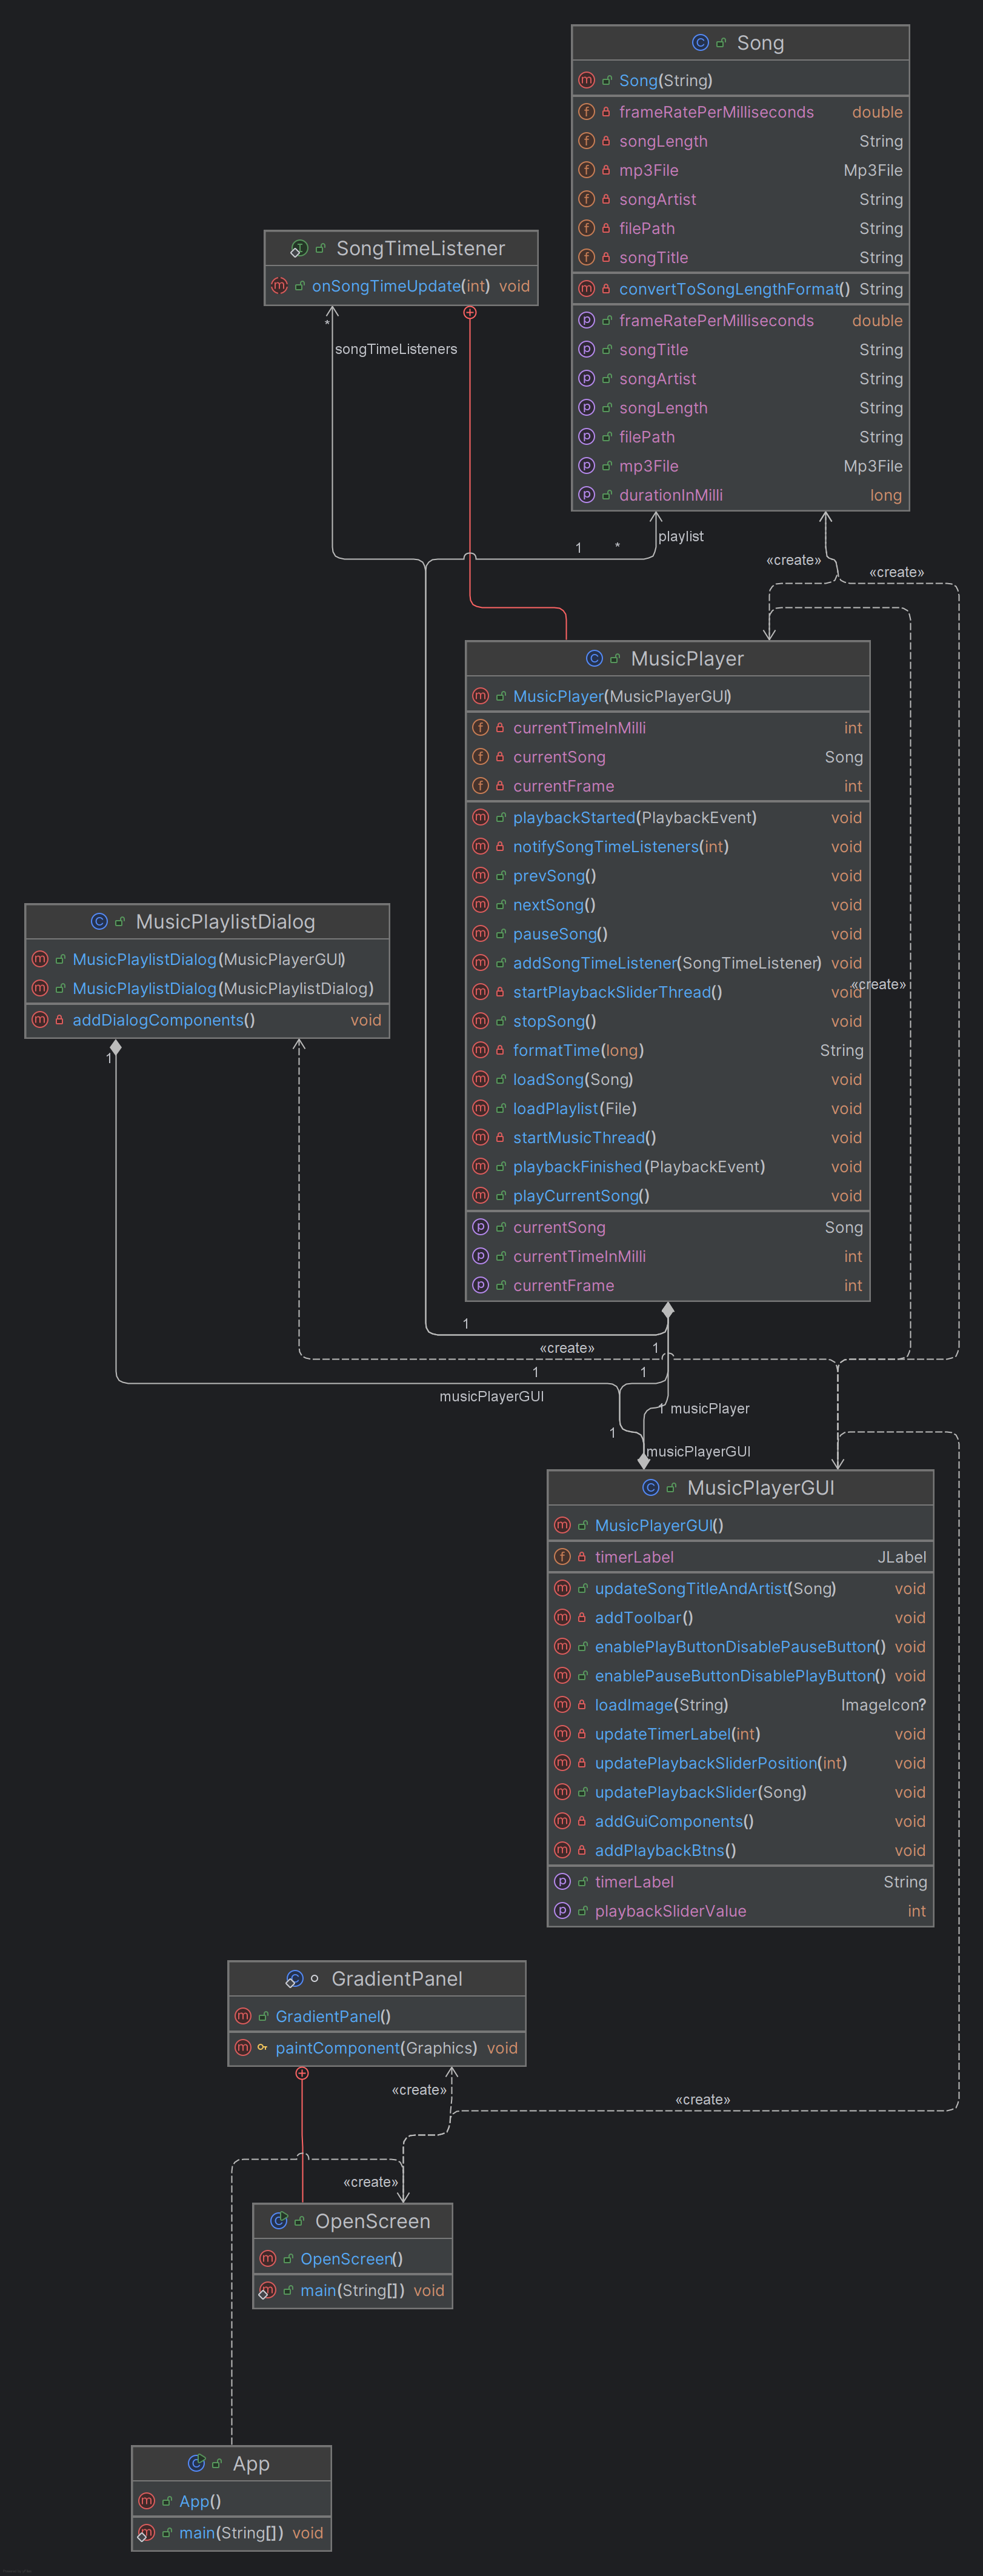 Song
Song(String)
frameRatePerMilliseconds double
songLength String
mp3File Mp3File
songArtist String
filePath String
songTitle String
convertToSongLengthFormat() String
frameRatePerMilliseconds double
songTitle String
songArtist String
songLength String
filePath String
mp3File Mp3File
durationInMilli long
SongTimeListener
onSongTimeUpdate(int) void
*
songTimeListeners
1 *
playlist
«create»
«create»
MusicPlayer
MusicPlayer(MusicPlayerGUI)
currentTimeInMilli int
currentSong Song
currentFrame int
playbackStarted(PlaybackEvent) void
notifySongTimeListeners(int) void
prevSong() void
nextSong() void
pauseSong() void
addSongTimeListener(SongTimeListener) void
startPlaybackSliderThread() void
«create»
stopSong() void
formatTime(long) String
loadSong(Song) void
loadPlaylist(File) void
startMusicThread() void
playbackFinished(PlaybackEvent) void
playCurrentSong() void
currentSong Song
currentTimeInMilli int
currentFrame int
MusicPlaylistDialog
MusicPlaylistDialog(MusicPlayerGUI)
MusicPlaylistDialog(MusicPlaylistDialog)
addDialogComponents() void
1
1
«create»
1
1
1
musicPlayerGUI
1 musicPlayer
1
musicPlayerGUI
MusicPlayerGUI
MusicPlayerGUI()
timerLabel JLabel
updateSongTitleAndArtist(Song) void
addToolbar() void
enablePlayButtonDisablePauseButton() void
enablePauseButtonDisablePlayButton() void
loadImage(String) ImageIcon?
updateTimerLabel(int) void
updatePlaybackSliderPosition(int) void
updatePlaybackSlider(Song) void
addGuiComponents() void
addPlaybackBtns() void
timerLabel String
playbackSliderValue int
GradientPanel
GradientPanel()
paintComponent(Graphics) void
«create»
«create»
«create»
OpenScreen
OpenScreen()
main(String[]) void
App
App()
main(String[]) void